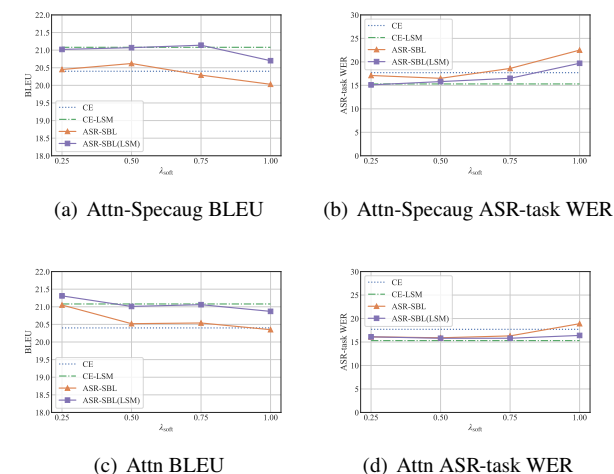 22.0
21.5
21.0
20.5
20.0
19.5
19.0
18.5
18.0
BLEU
CE
CE-LSM
ASR-SBL
ASR-SBL(LSM)
0.25 0.50 0.75 1.00
λsoft
(a) Attn-Specaug BLEU
30
25
20
15
10
5
0
ASR-task WER
CE
CE-LSM
ASR-SBL
ASR-SBL(LSM)
0.25 0.50 0.75 1.00
λsoft
(b) Attn-Specaug ASR-task WER
22.0
21.5
21.0
20.5
20.0
19.5
19.0
18.5
18.0
BLEU
CE
CE-LSM
ASR-SBL
ASR-SBL(LSM)
0.25 0.50 0.75 1.00
λsoft
(c) Attn BLEU
30
25
20
15
10
5
0
ASR-task WER
CE
CE-LSM
ASR-SBL
ASR-SBL(LSM)
0.25 0.50 0.75 1.00
λsoft
(d) Attn ASR-task WER